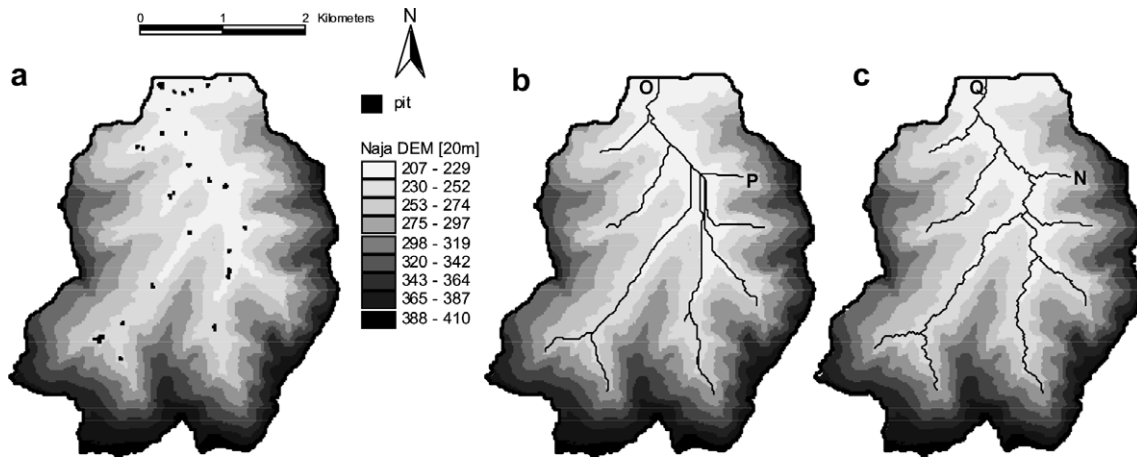 0 1 2 Kilometers
N
a
b
c
pit
Naja DEM [20m]
207 - 229
230 - 252
253 - 274
275 - 297
298 - 319
320 - 342
343 - 364
365 - 387
388 - 410
O
P
Q
N